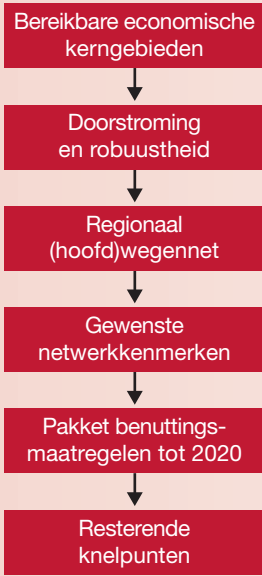 Bereikbare economische
kerngebieden
Doorstroming
en robuustheid
Regionaal
(hoofd)wegennet
Gewenste
netwerkkenmerken
Pakket benuttings-
maatregelen tot 2020
Resterende
knelpunten